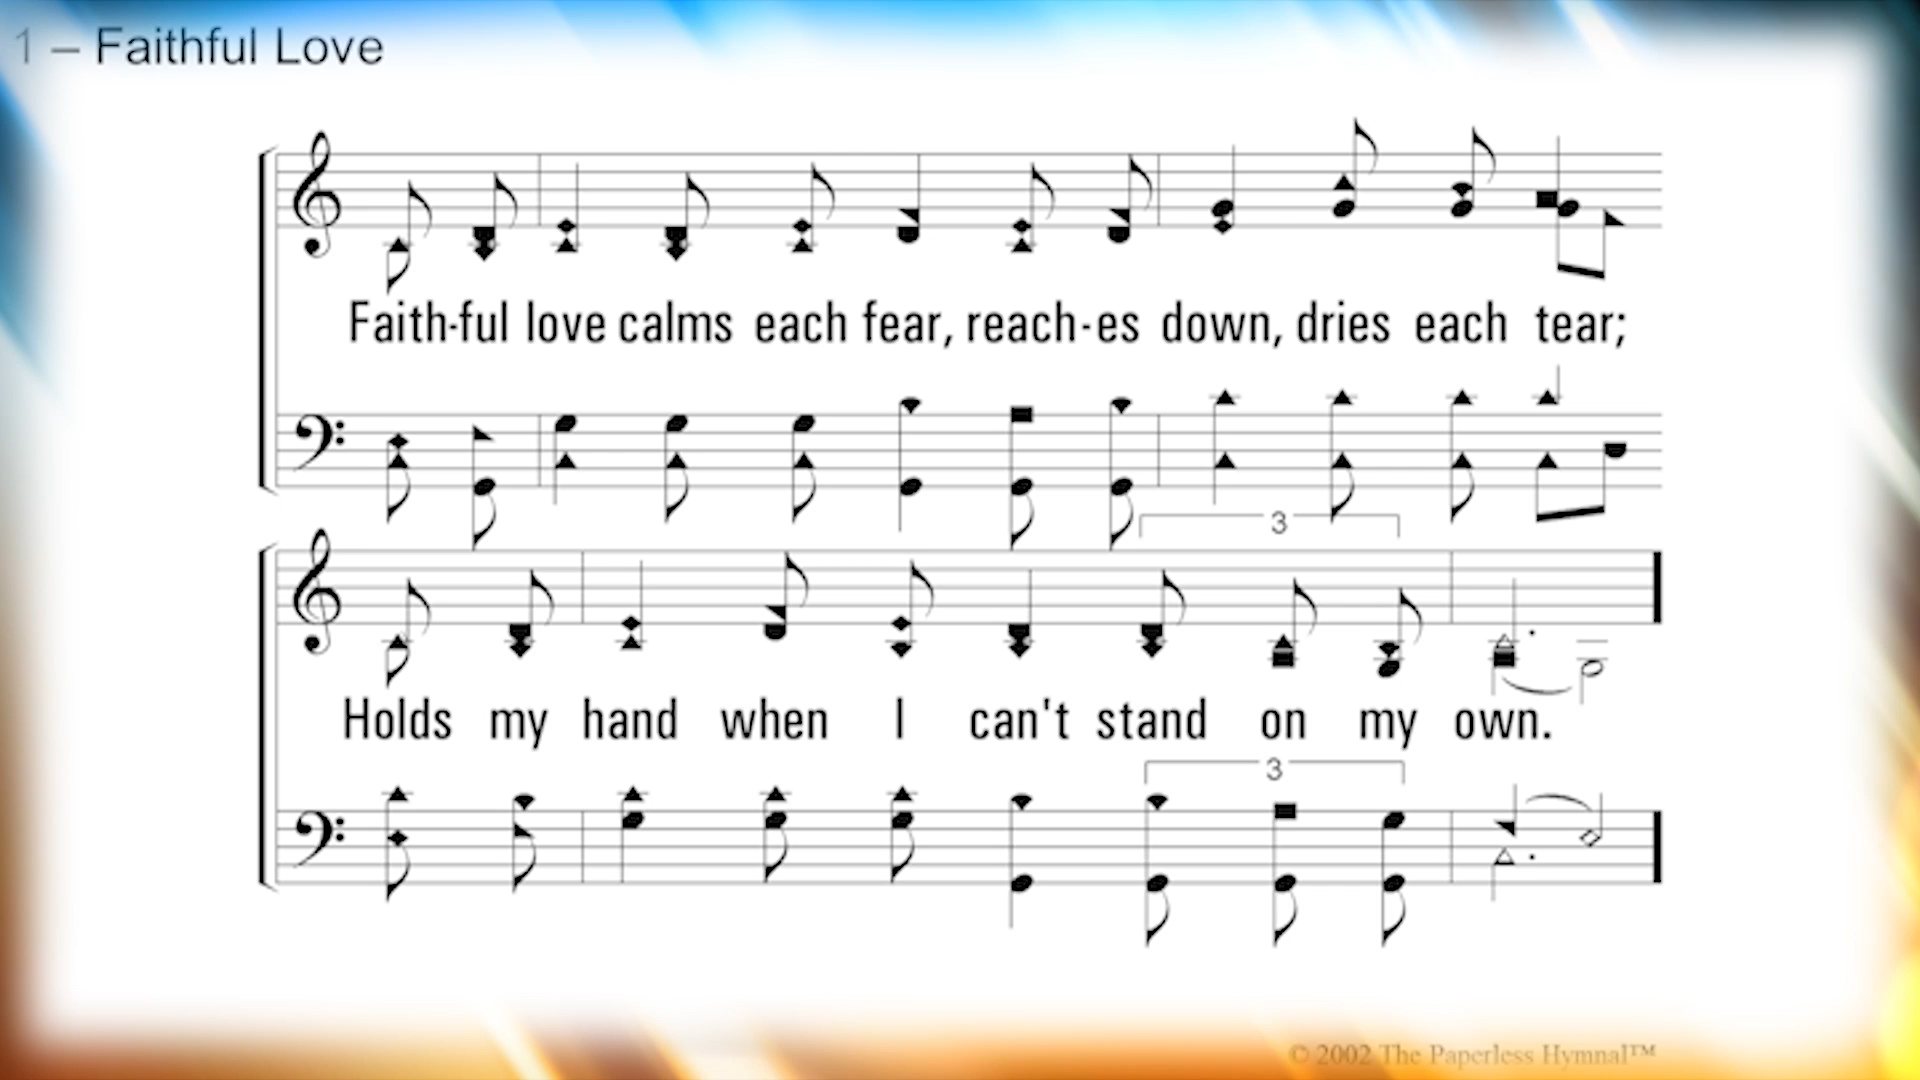 1 – Faithful Love
Faith-ful love calms each fear, reach-es down, dries each tear;
3
Holds my hand when I can't stand on my own.
3
© 2002 The Paperless Hymnal™